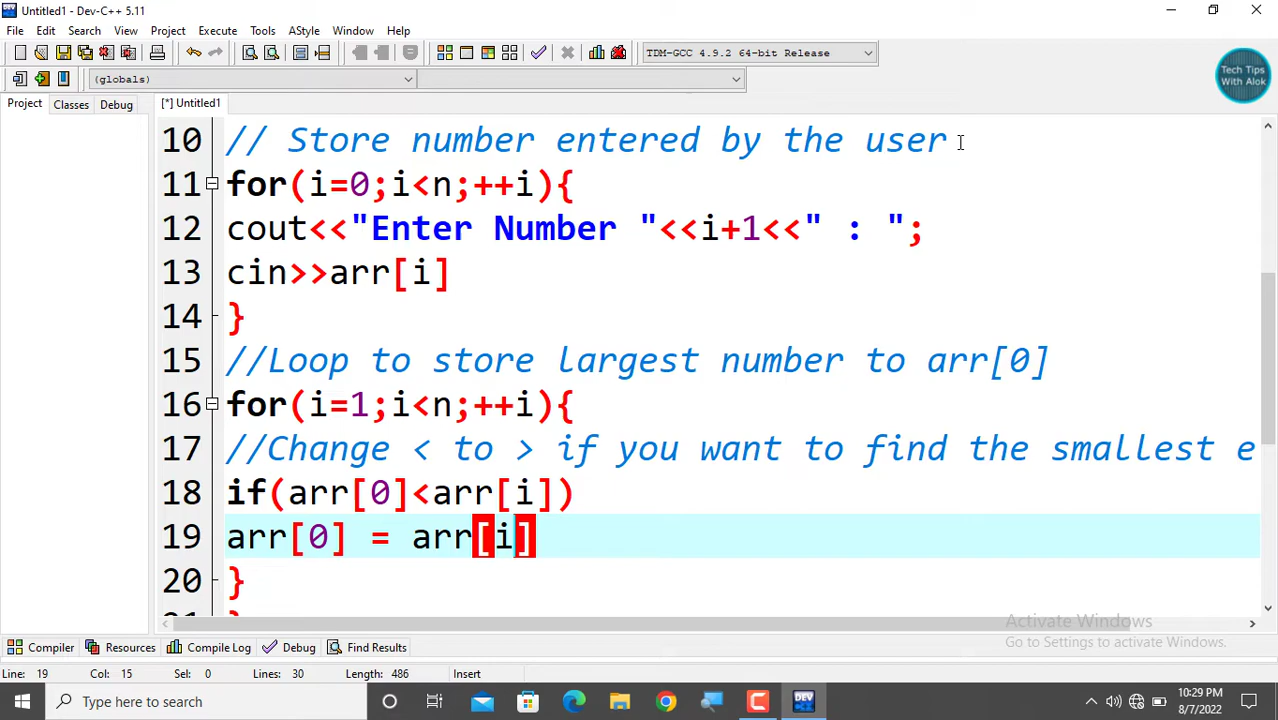 Untitled1 - Dev-C++ 5.11
File Edit Search View Project Execute Tools AStyle Window Help
TDM-GCC 4.9.2 64-bit Release
(globals)
Tech Tips
With Alok
Project Classes Debug
[*] Untitled1
10 // Store number entered by the user
11 for(i=0;i<n;++i){
12 cout<<"Enter Number "<<i+1<<" : ";
13 cin>>arr[i]
14 }
15 //Loop to store largest number to arr[0]
16 for(i=1;i<n;++i){
17 //Change < to > if you want to find the smallest e
18 if(arr[0]<arr[i])
19 arr[0] = arr[i]
20 }
Activate Windows
Go to Settings to activate Windows.
Compiler Resources Compile Log Debug Find Results
Line: 19 Col: 15 Sel: 0 Lines: 30 Length: 486 Insert
Type here to search
10:29 PM
8/7/2022